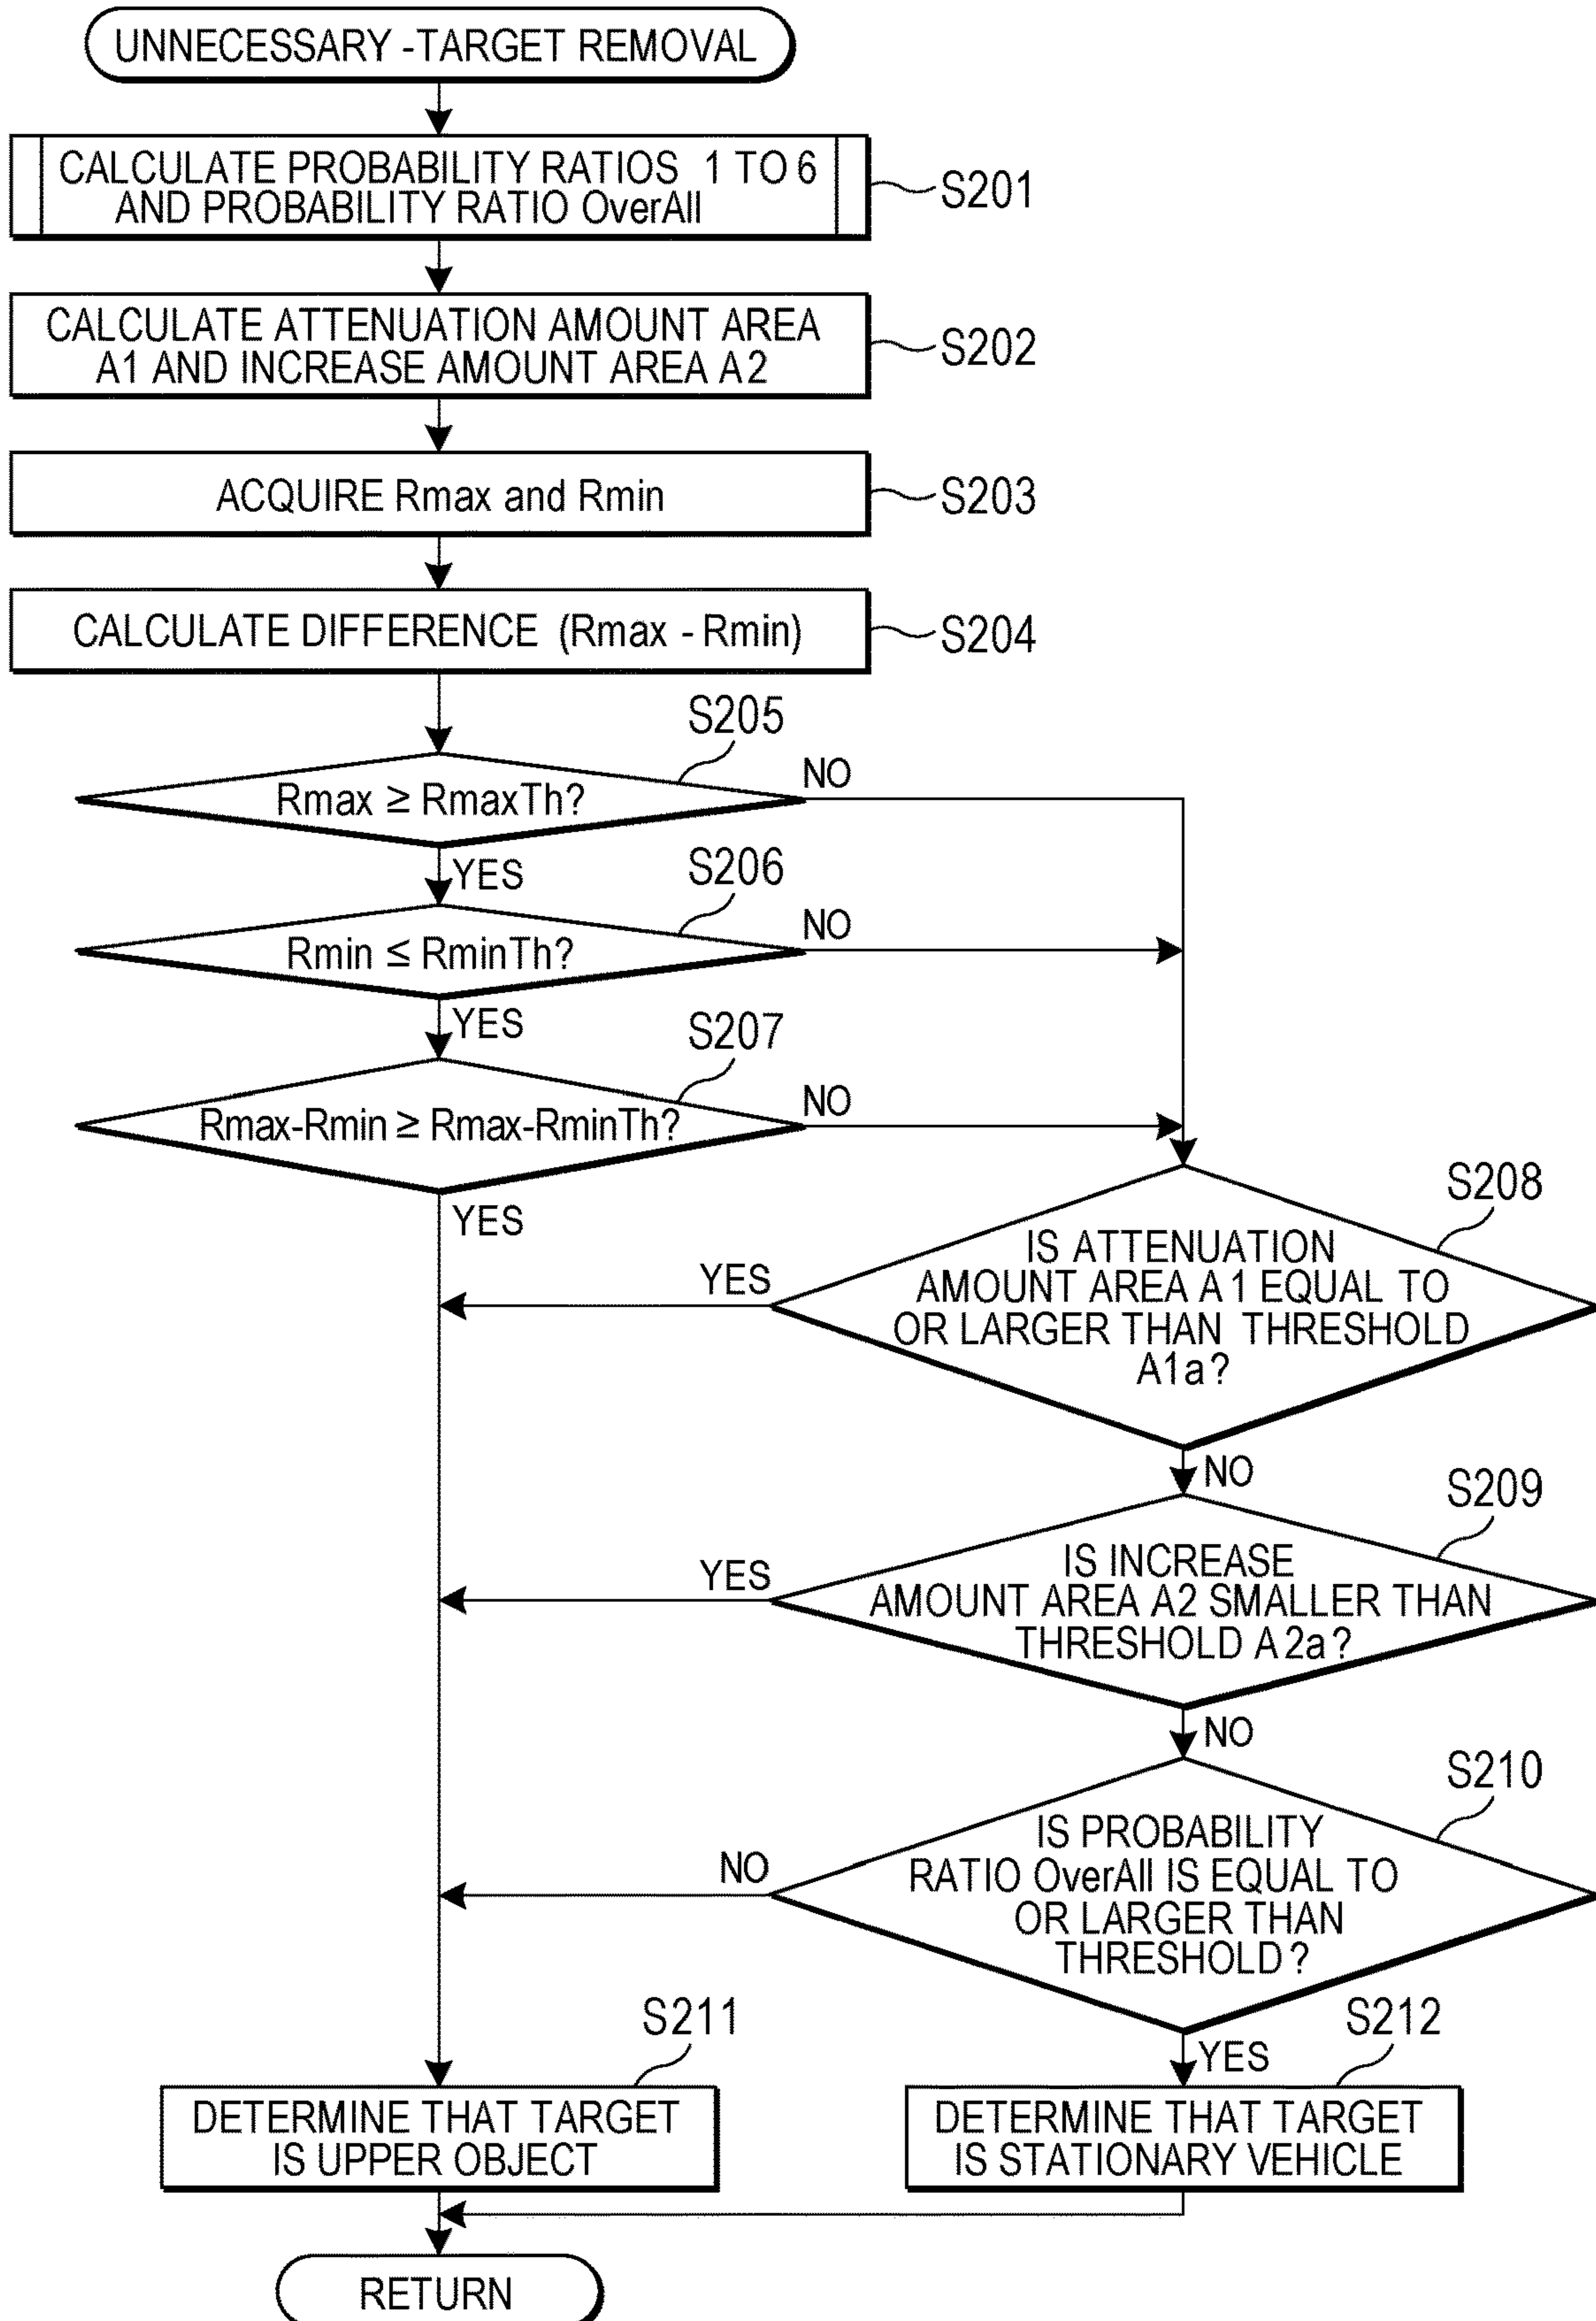 UNNECESSARY -TARGET REMOVAL
CALCULATE PROBABILITY RATIOS 1 TO 6
AND PROBABILITY RATIO OverAll
S201
CALCULATE ATTENUATION AMOUNT AREA
A1 AND INCREASE AMOUNT AREA A2
S202
ACQUIRE Rmax and Rmin
S203
CALCULATE DIFFERENCE (Rmax - Rmin)
S204
S205
Rmax ≥ RmaxTh?
NO
YES
S206
Rmin ≤ RminTh?
NO
YES
S207
Rmax-Rmin ≥ Rmax-RminTh?
NO
YES
S208
IS ATTENUATION
AMOUNT AREA A1 EQUAL TO
OR LARGER THAN THRESHOLD
A1a?
YES
NO
S209
IS INCREASE
AMOUNT AREA A2 SMALLER THAN
THRESHOLD A2a?
YES
NO
S210
IS PROBABILITY
RATIO OverAll IS EQUAL TO
OR LARGER THAN
THRESHOLD?
NO
YES
S211
DETERMINE THAT TARGET
IS UPPER OBJECT
S212
DETERMINE THAT TARGET
IS STATIONARY VEHICLE
RETURN